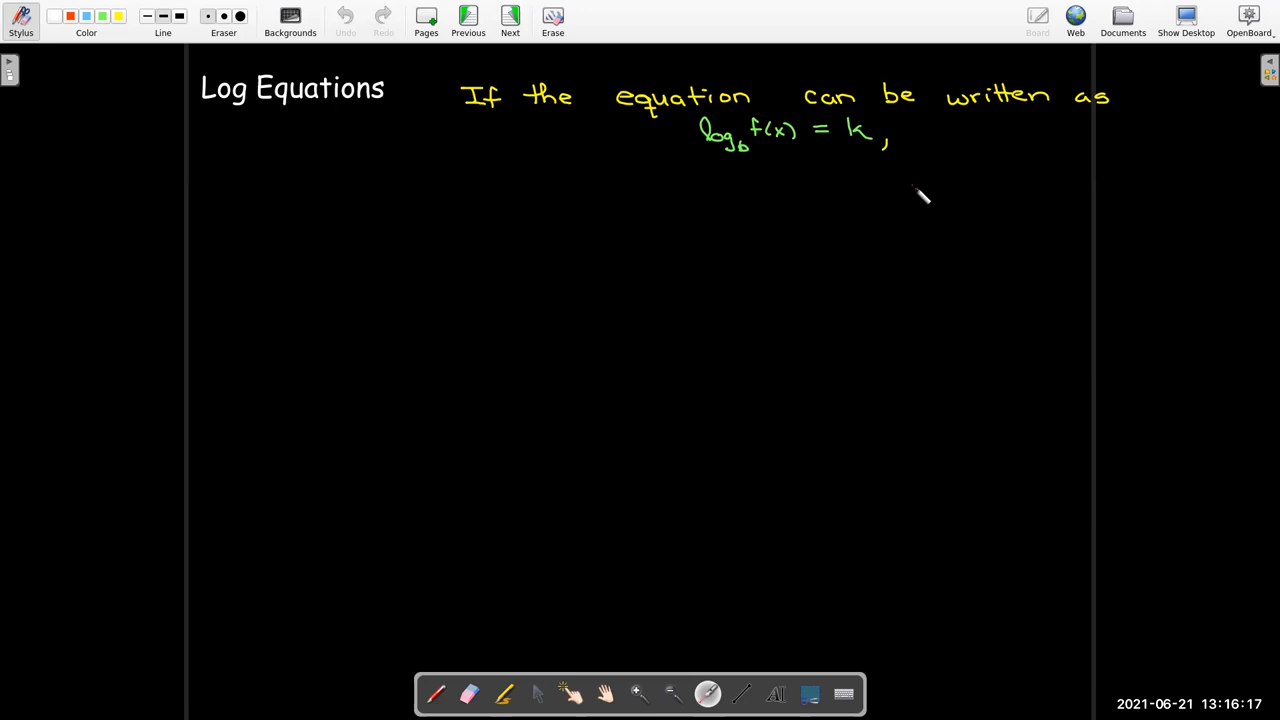 Stylus
Color
Line
Eraser
Backgrounds
Undo
Redo
Pages
Previous
Next
Erase
Board
Web
Documents
Show Desktop
OpenBoard
Log Equations
If the equation can be written as
log_b f(x) = k,
AI
2021-06-21 13:16:17